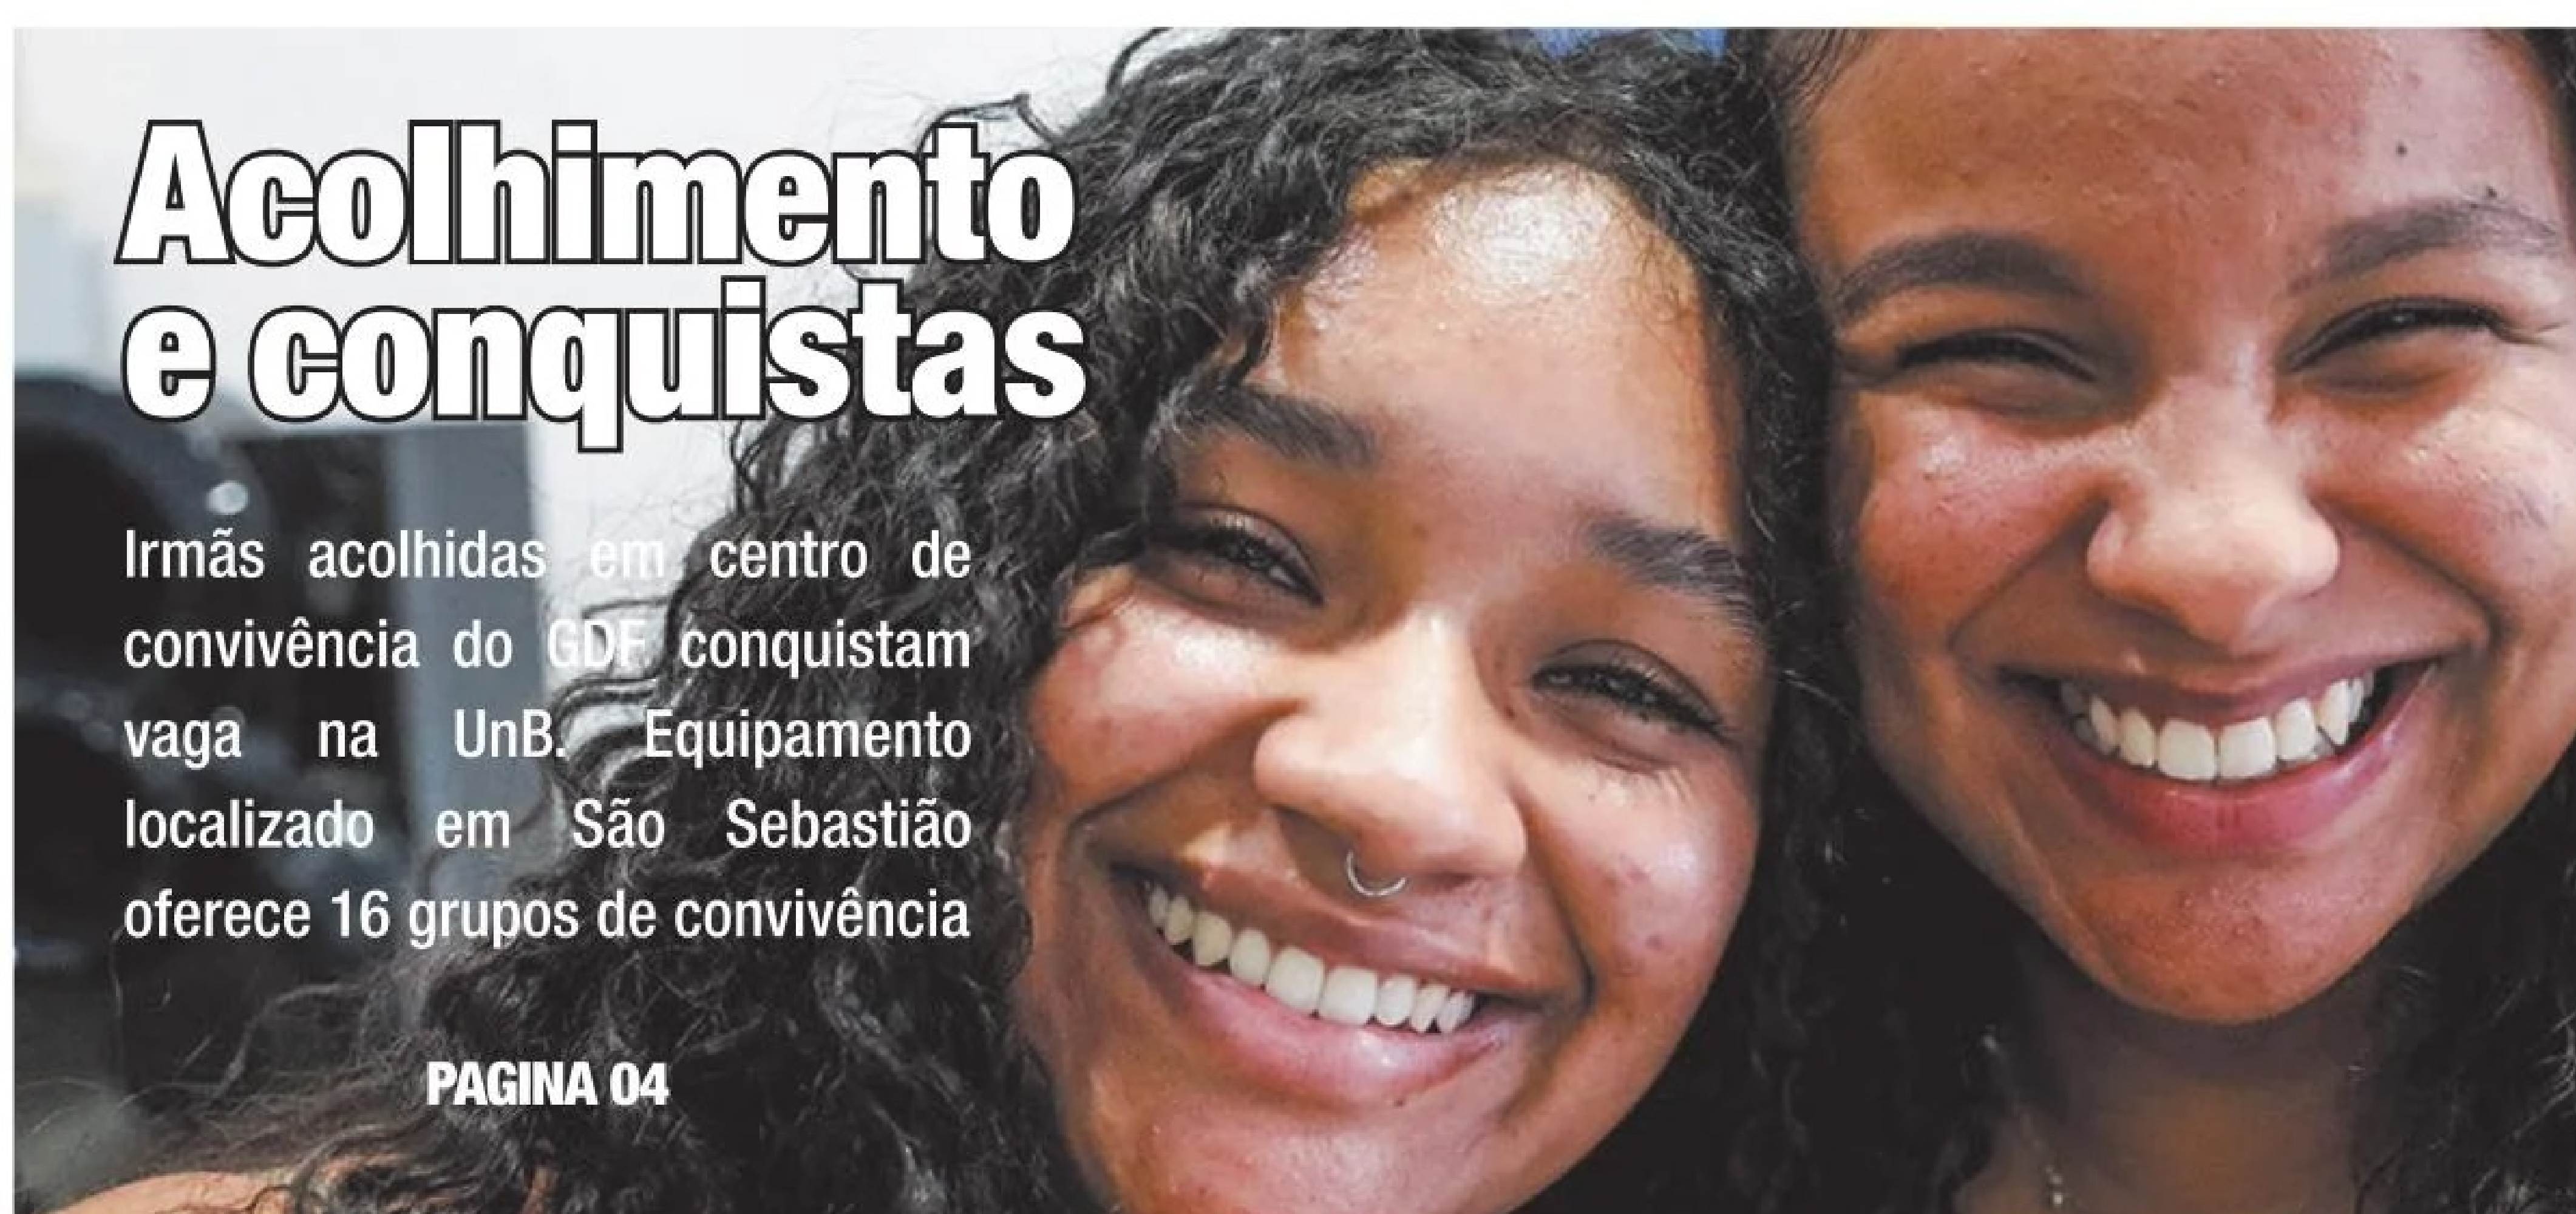 Acolhimento
e conquistas
Irmãs acolhidas em centro de
convivência do GDF conquistam
vaga na UnB. Equipamento
localizado em São Sebastião
oferece 16 grupos de convivência
PAGINA 04